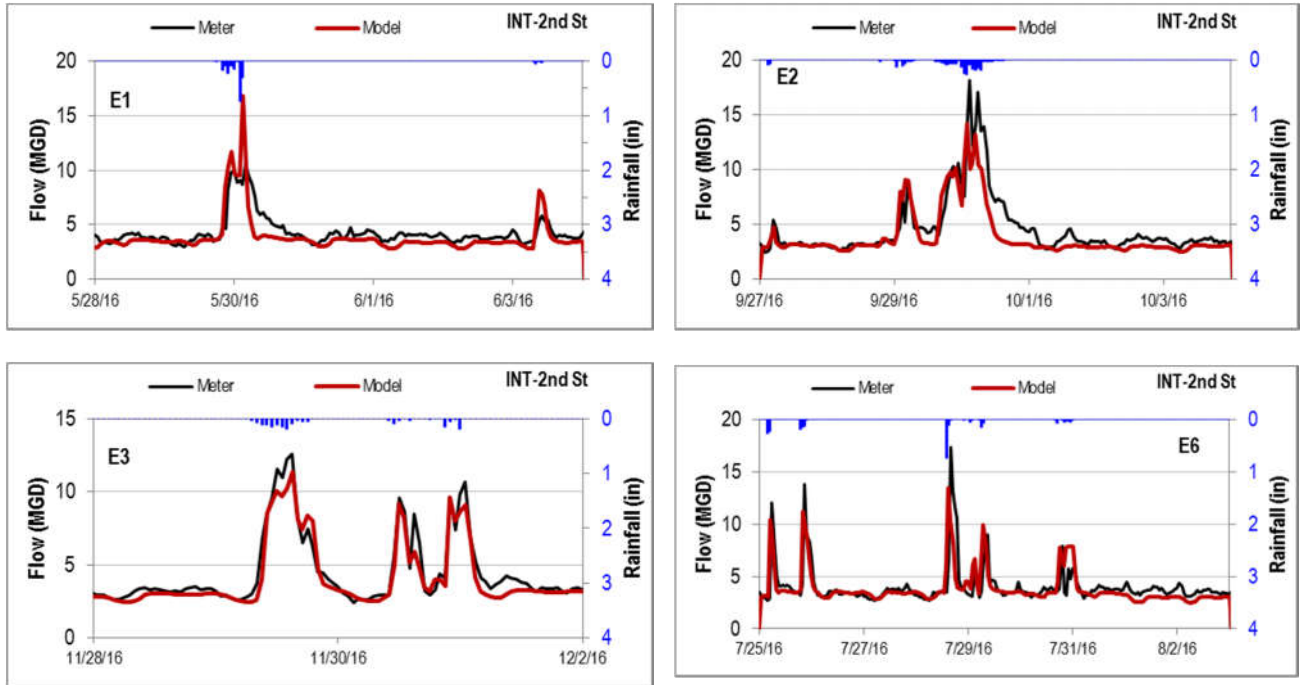 Meter Model INT-2nd St
E1
Flow (MGD)
20
15
10
5
0
Rainfall (in)
0
1
2
3
4
5/28/16 5/30/16 6/1/16 6/3/16
Meter Model INT-2nd St
E2
Flow (MGD)
20
15
10
5
0
Rainfall (in)
0
1
2
3
4
9/27/16 9/29/16 10/1/16 10/3/16
Meter Model INT-2nd St
E3
Flow (MGD)
15
10
5
0
Rainfall (in)
0
1
2
3
4
11/28/16 11/30/16 12/2/16
Meter Model INT-2nd St
E6
Flow (MGD)
20
15
10
5
0
Rainfall (in)
0
1
2
3
4
7/25/16 7/27/16 7/29/16 7/31/16 8/2/16